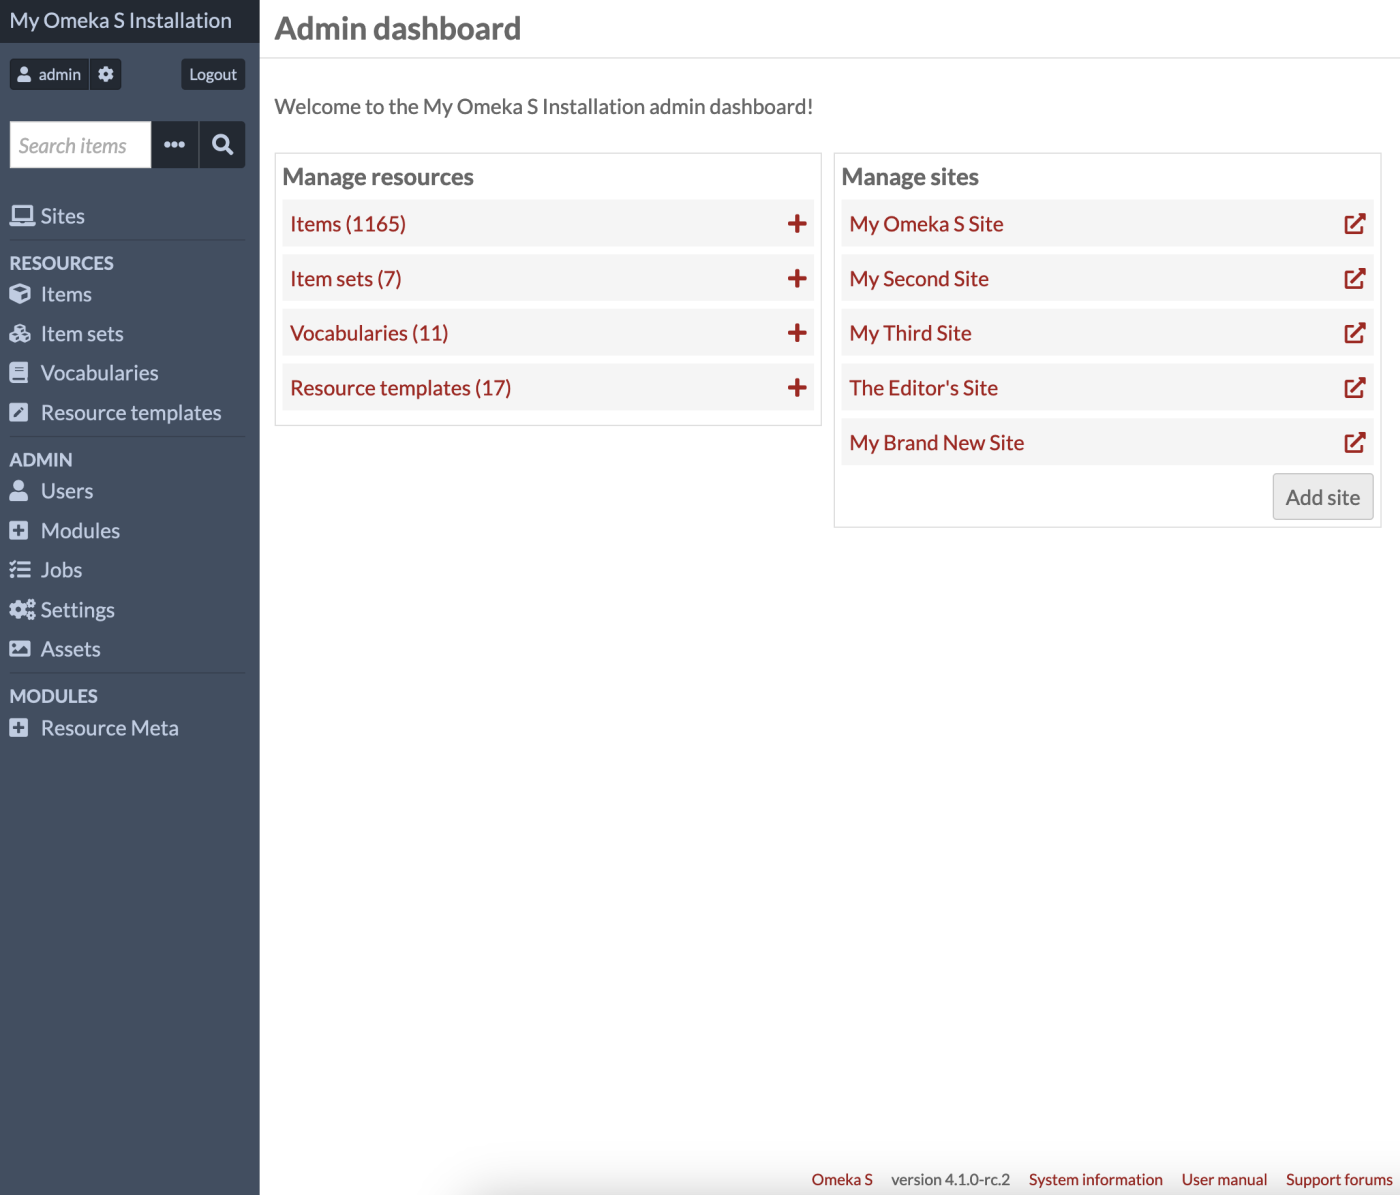 My Omeka S Installation
admin
Logout
Search items
Sites
RESOURCES
Items
Item sets
Vocabularies
Resource templates
ADMIN
Users
Modules
Jobs
Settings
Assets
MODULES
Resource Meta
Admin dashboard
Welcome to the My Omeka S Installation admin dashboard!
Manage resources
Items (1165)
Item sets (7)
Vocabularies (11)
Resource templates (17)
Manage sites
My Omeka S Site
My Second Site
My Third Site
The Editor's Site
My Brand New Site
Add site
Omeka S version 4.1.0-rc.2 System information User manual Support forums